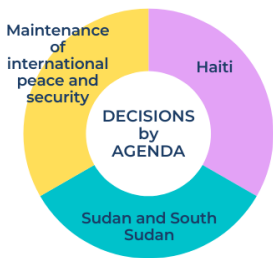 Maintenance
of
international
peace and
security
Haiti
DECISIONS
by
AGENDA
Sudan and South
Sudan